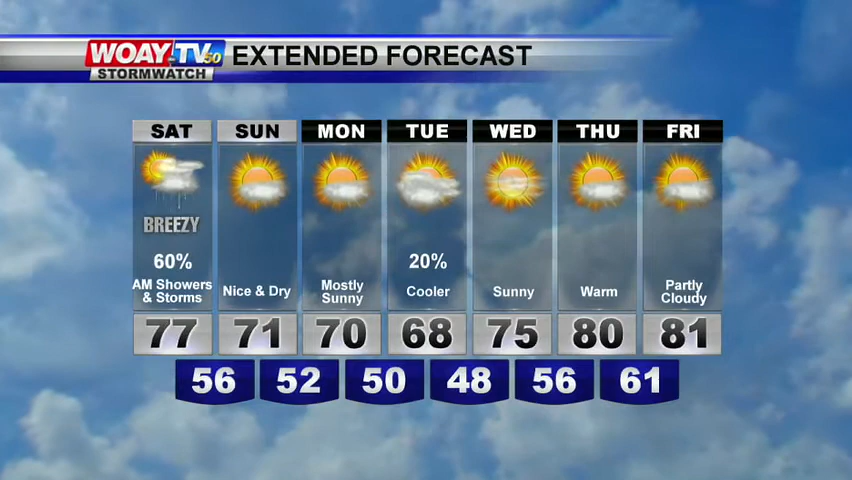 WOAY-TV 50
STORMWATCH
EXTENDED FORECAST
SAT SUN MON TUE WED THU FRI
BREEZY
60% 20%
AM Showers & Storms
Nice & Dry
Mostly Sunny
Cooler
Sunny
Warm
Partly Cloudy
77 71 70 68 75 80 81
56 52 50 48 56 61